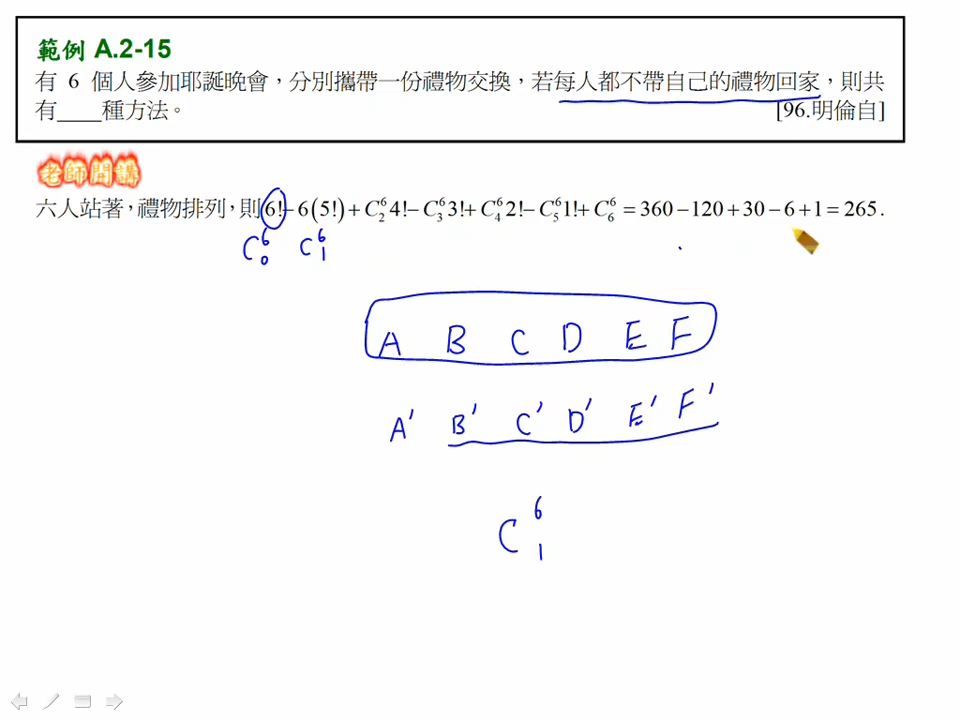 範例 A.2-15
有 6 個人參加耶誕晚會，分別攜帶一份禮物交換，若每人都不帶自己的禮物回家，則共
有____種方法。 [96.明倫自]
老師開講
六人站著，禮物排列，則 6!−6(5!)+C⁶₂4!−C⁶₃3!+C⁶₄2!−C⁶₅1!+C⁶₆=360−120+30−6+1=265.
C⁶₀ C⁶₁
A B C D E F
A' B' C' D' E' F'
C⁶₁